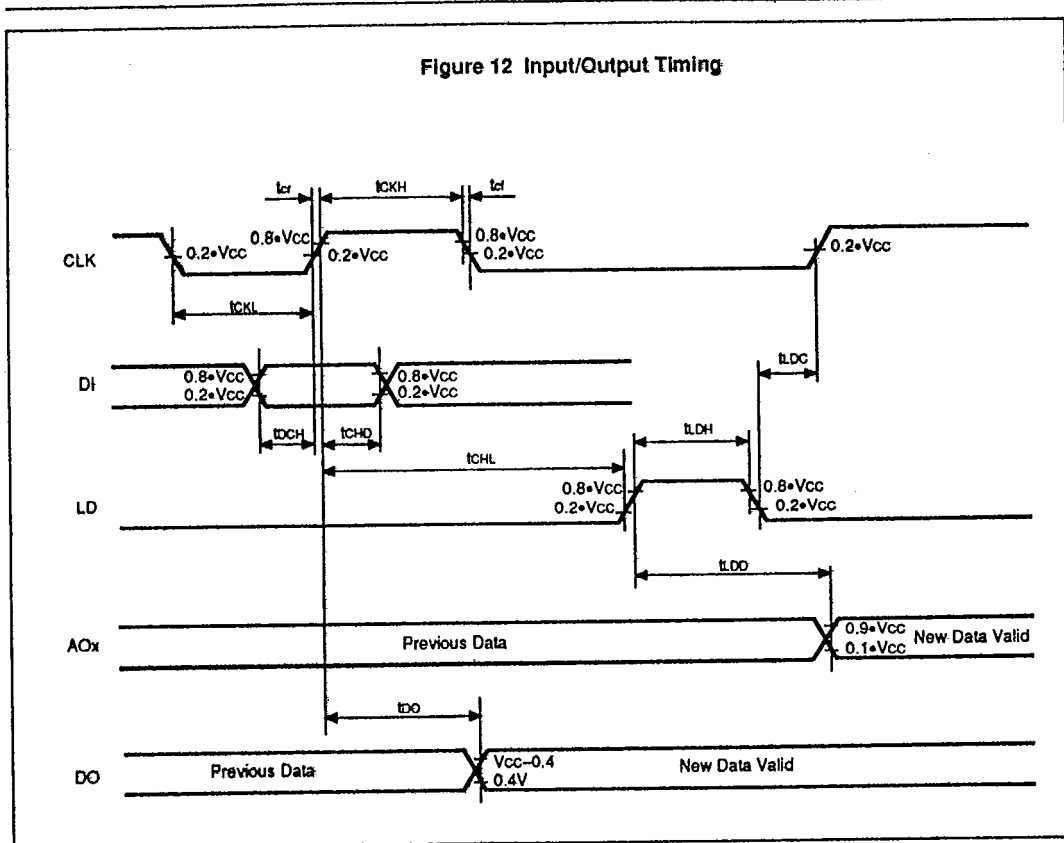 Figure 12 Input/Output Timing
tcr
tCKH
tcf
CLK
0.2•Vcc
0.8•Vcc
0.2•Vcc
0.8•Vcc
0.2•Vcc
0.2•Vcc
tCKL
tLDC
DI
0.8•Vcc
0.2•Vcc
0.8•Vcc
0.2•Vcc
tDCH
tCHD
tLDH
tCHL
LD
0.8•Vcc
0.2•Vcc
0.8•Vcc
0.2•Vcc
tLDD
AOx
Previous Data
0.9•Vcc
0.1•Vcc
New Data Valid
tDO
DO
Previous Data
Vcc–0.4
0.4V
New Data Valid